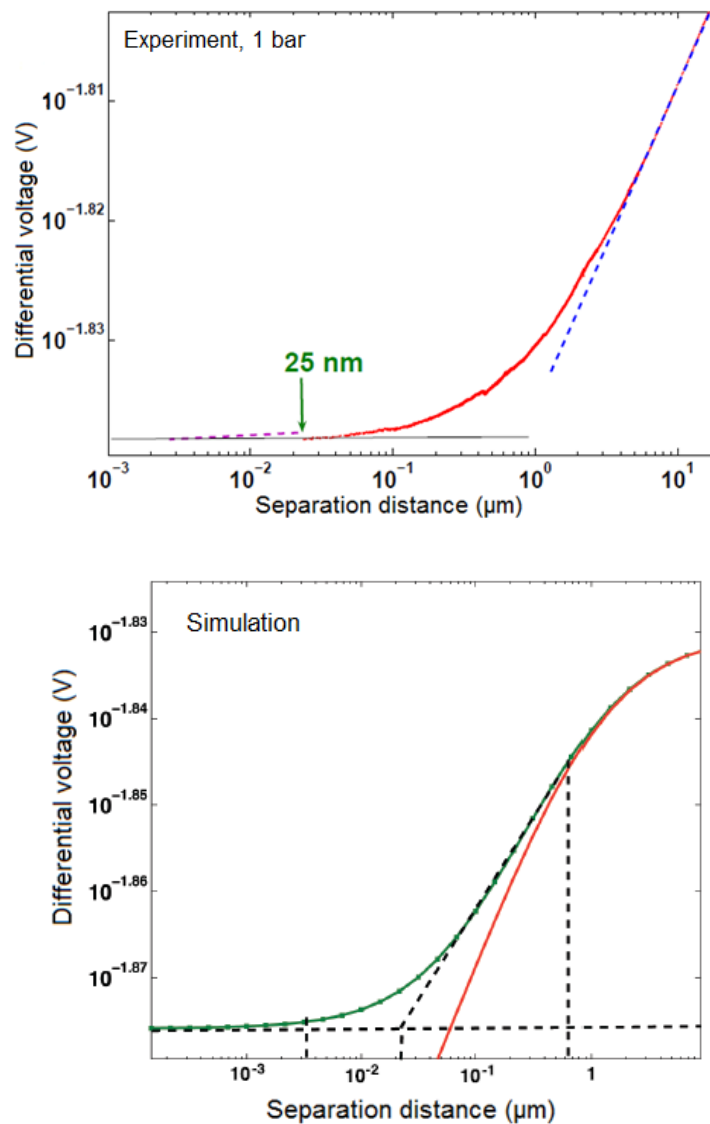 Experiment, 1 bar
Differential voltage (V)
10^−1.81
10^−1.82
10^−1.83
25 nm
10^−3 10^−2 10^−1 10^0 10^1
Separation distance (μm)
Simulation
Differential voltage (V)
10^−1.83
10^−1.84
10^−1.85
10^−1.86
10^−1.87
10^−3 10^−2 10^−1 1
Separation distance (μm)